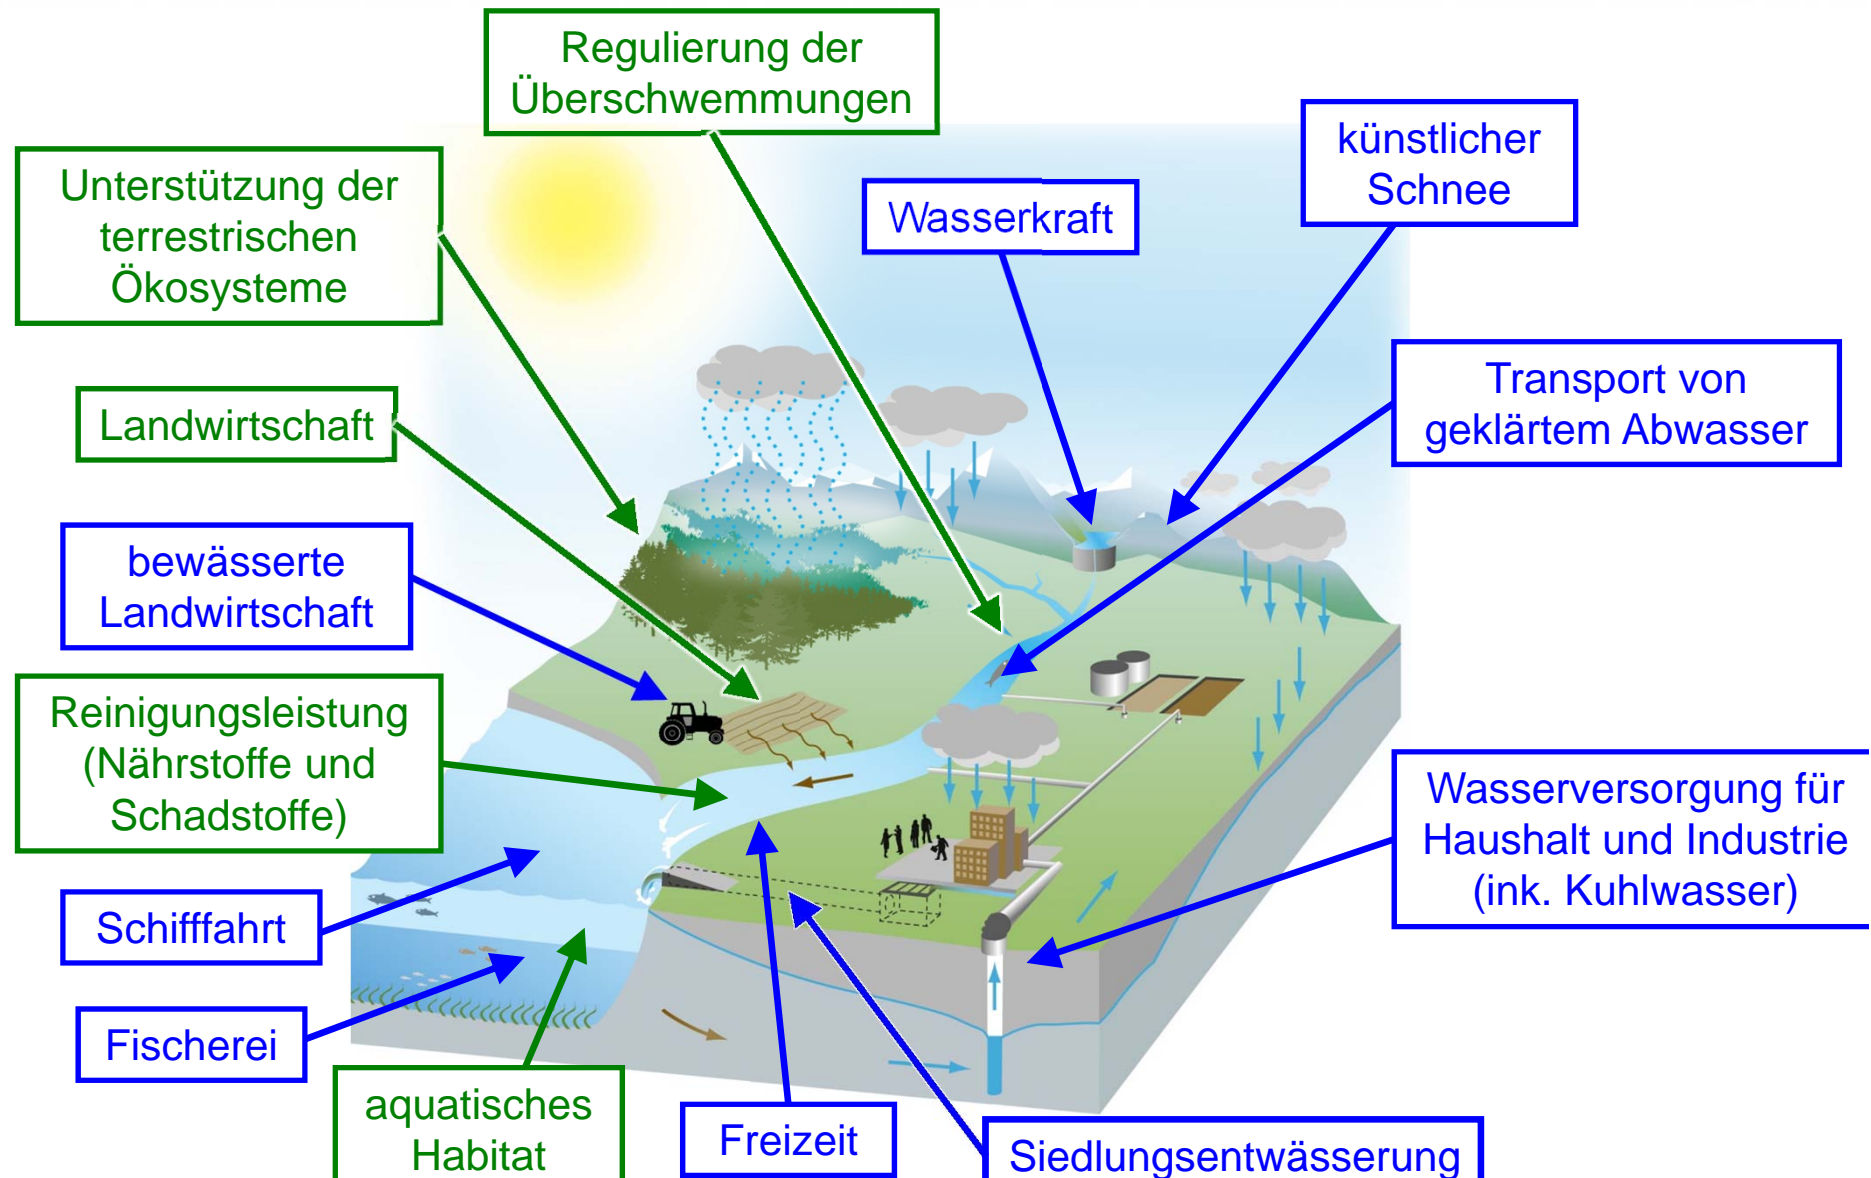 Regulierung der
Überschwemmungen
künstlicher
Schnee
Unterstützung der
terrestrischen
Ökosysteme
Wasserkraft
Landwirtschaft
Transport von
geklärtem Abwasser
bewässerte
Landwirtschaft
Reinigungsleistung
(Nährstoffe und
Schadstoffe)
Wasserversorgung für
Haushalt und Industrie
(ink. Kuhlwasser)
Schifffahrt
Fischerei
aquatisches
Habitat
Freizeit
Siedlungsentwässerung